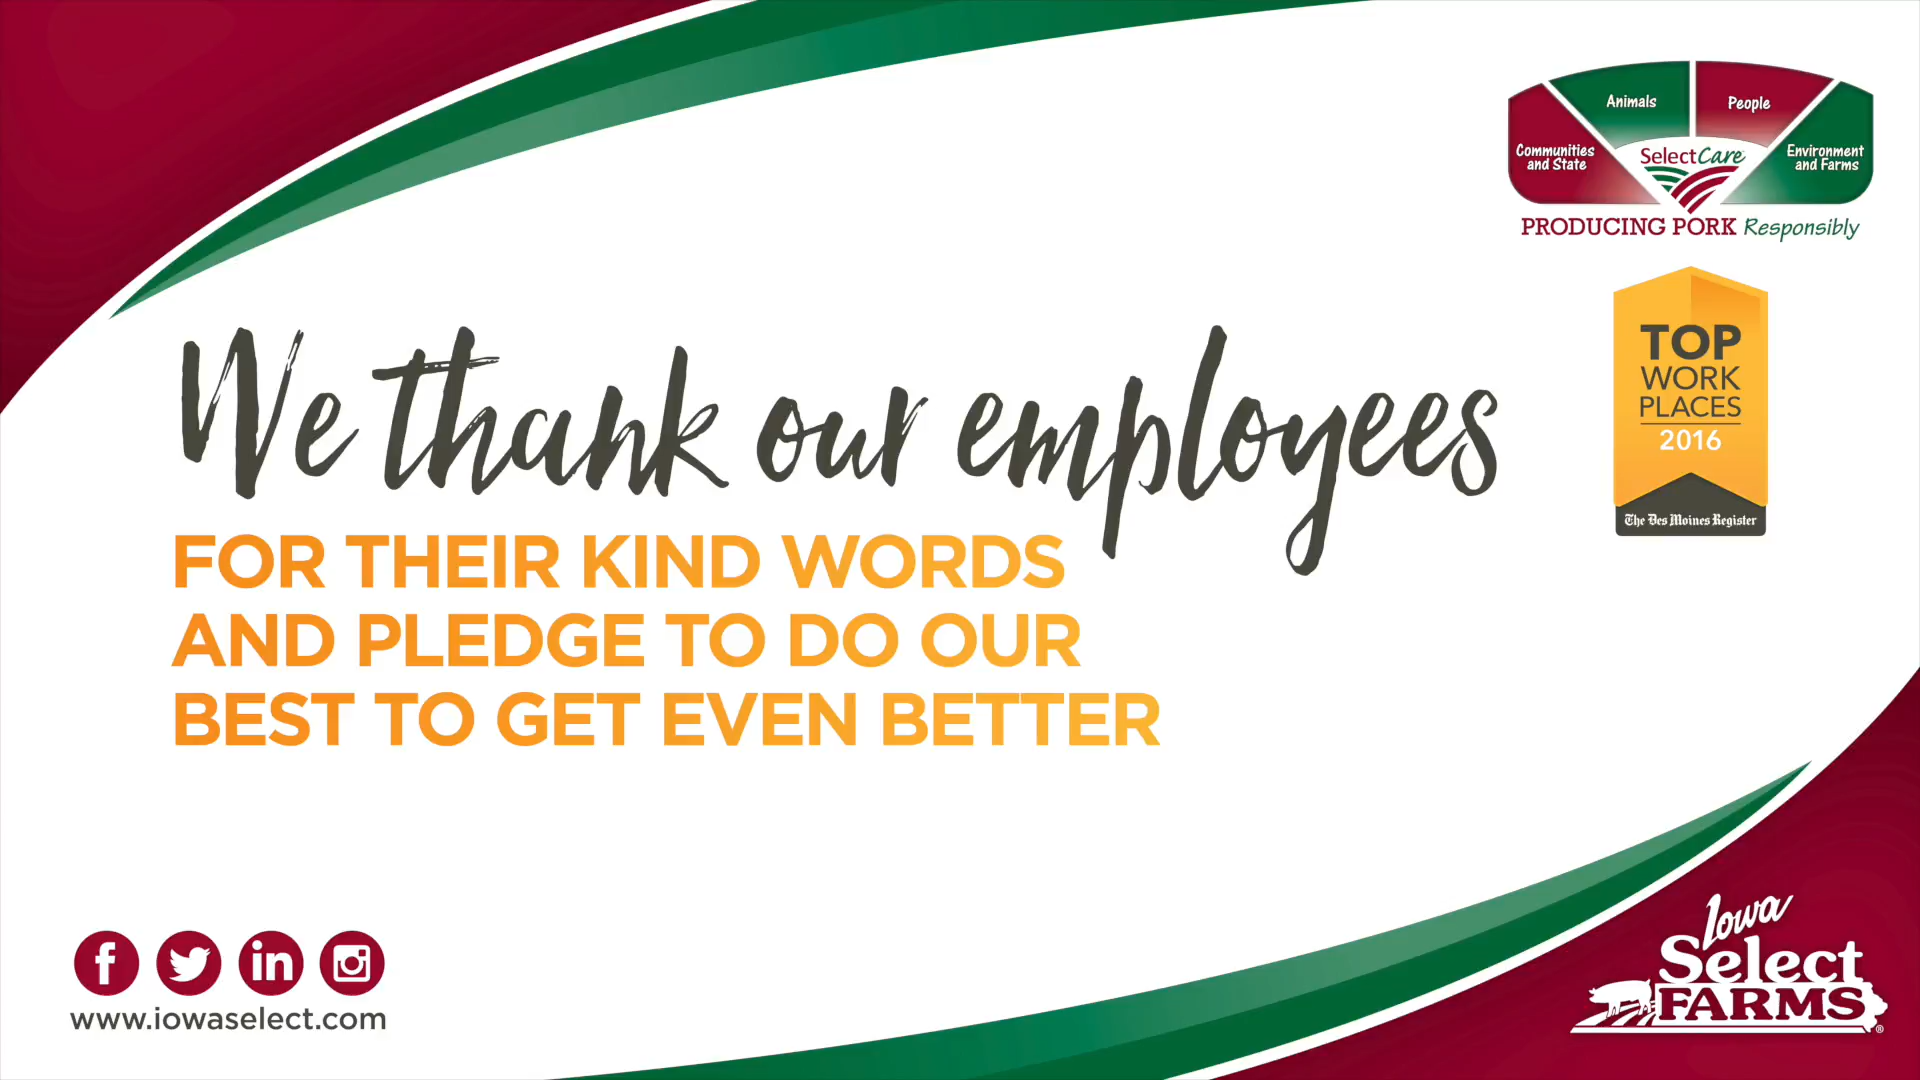 Animals
People
Communities
and State
SelectCare
Environment
and Farms
PRODUCING PORK Responsibly
TOP
WORK
PLACES
2016
The Des Moines Register
We thank our employees
FOR THEIR KIND WORDS
AND PLEDGE TO DO OUR
BEST TO GET EVEN BETTER
f in
www.iowaselect.com
Iowa
Select
FARMS®